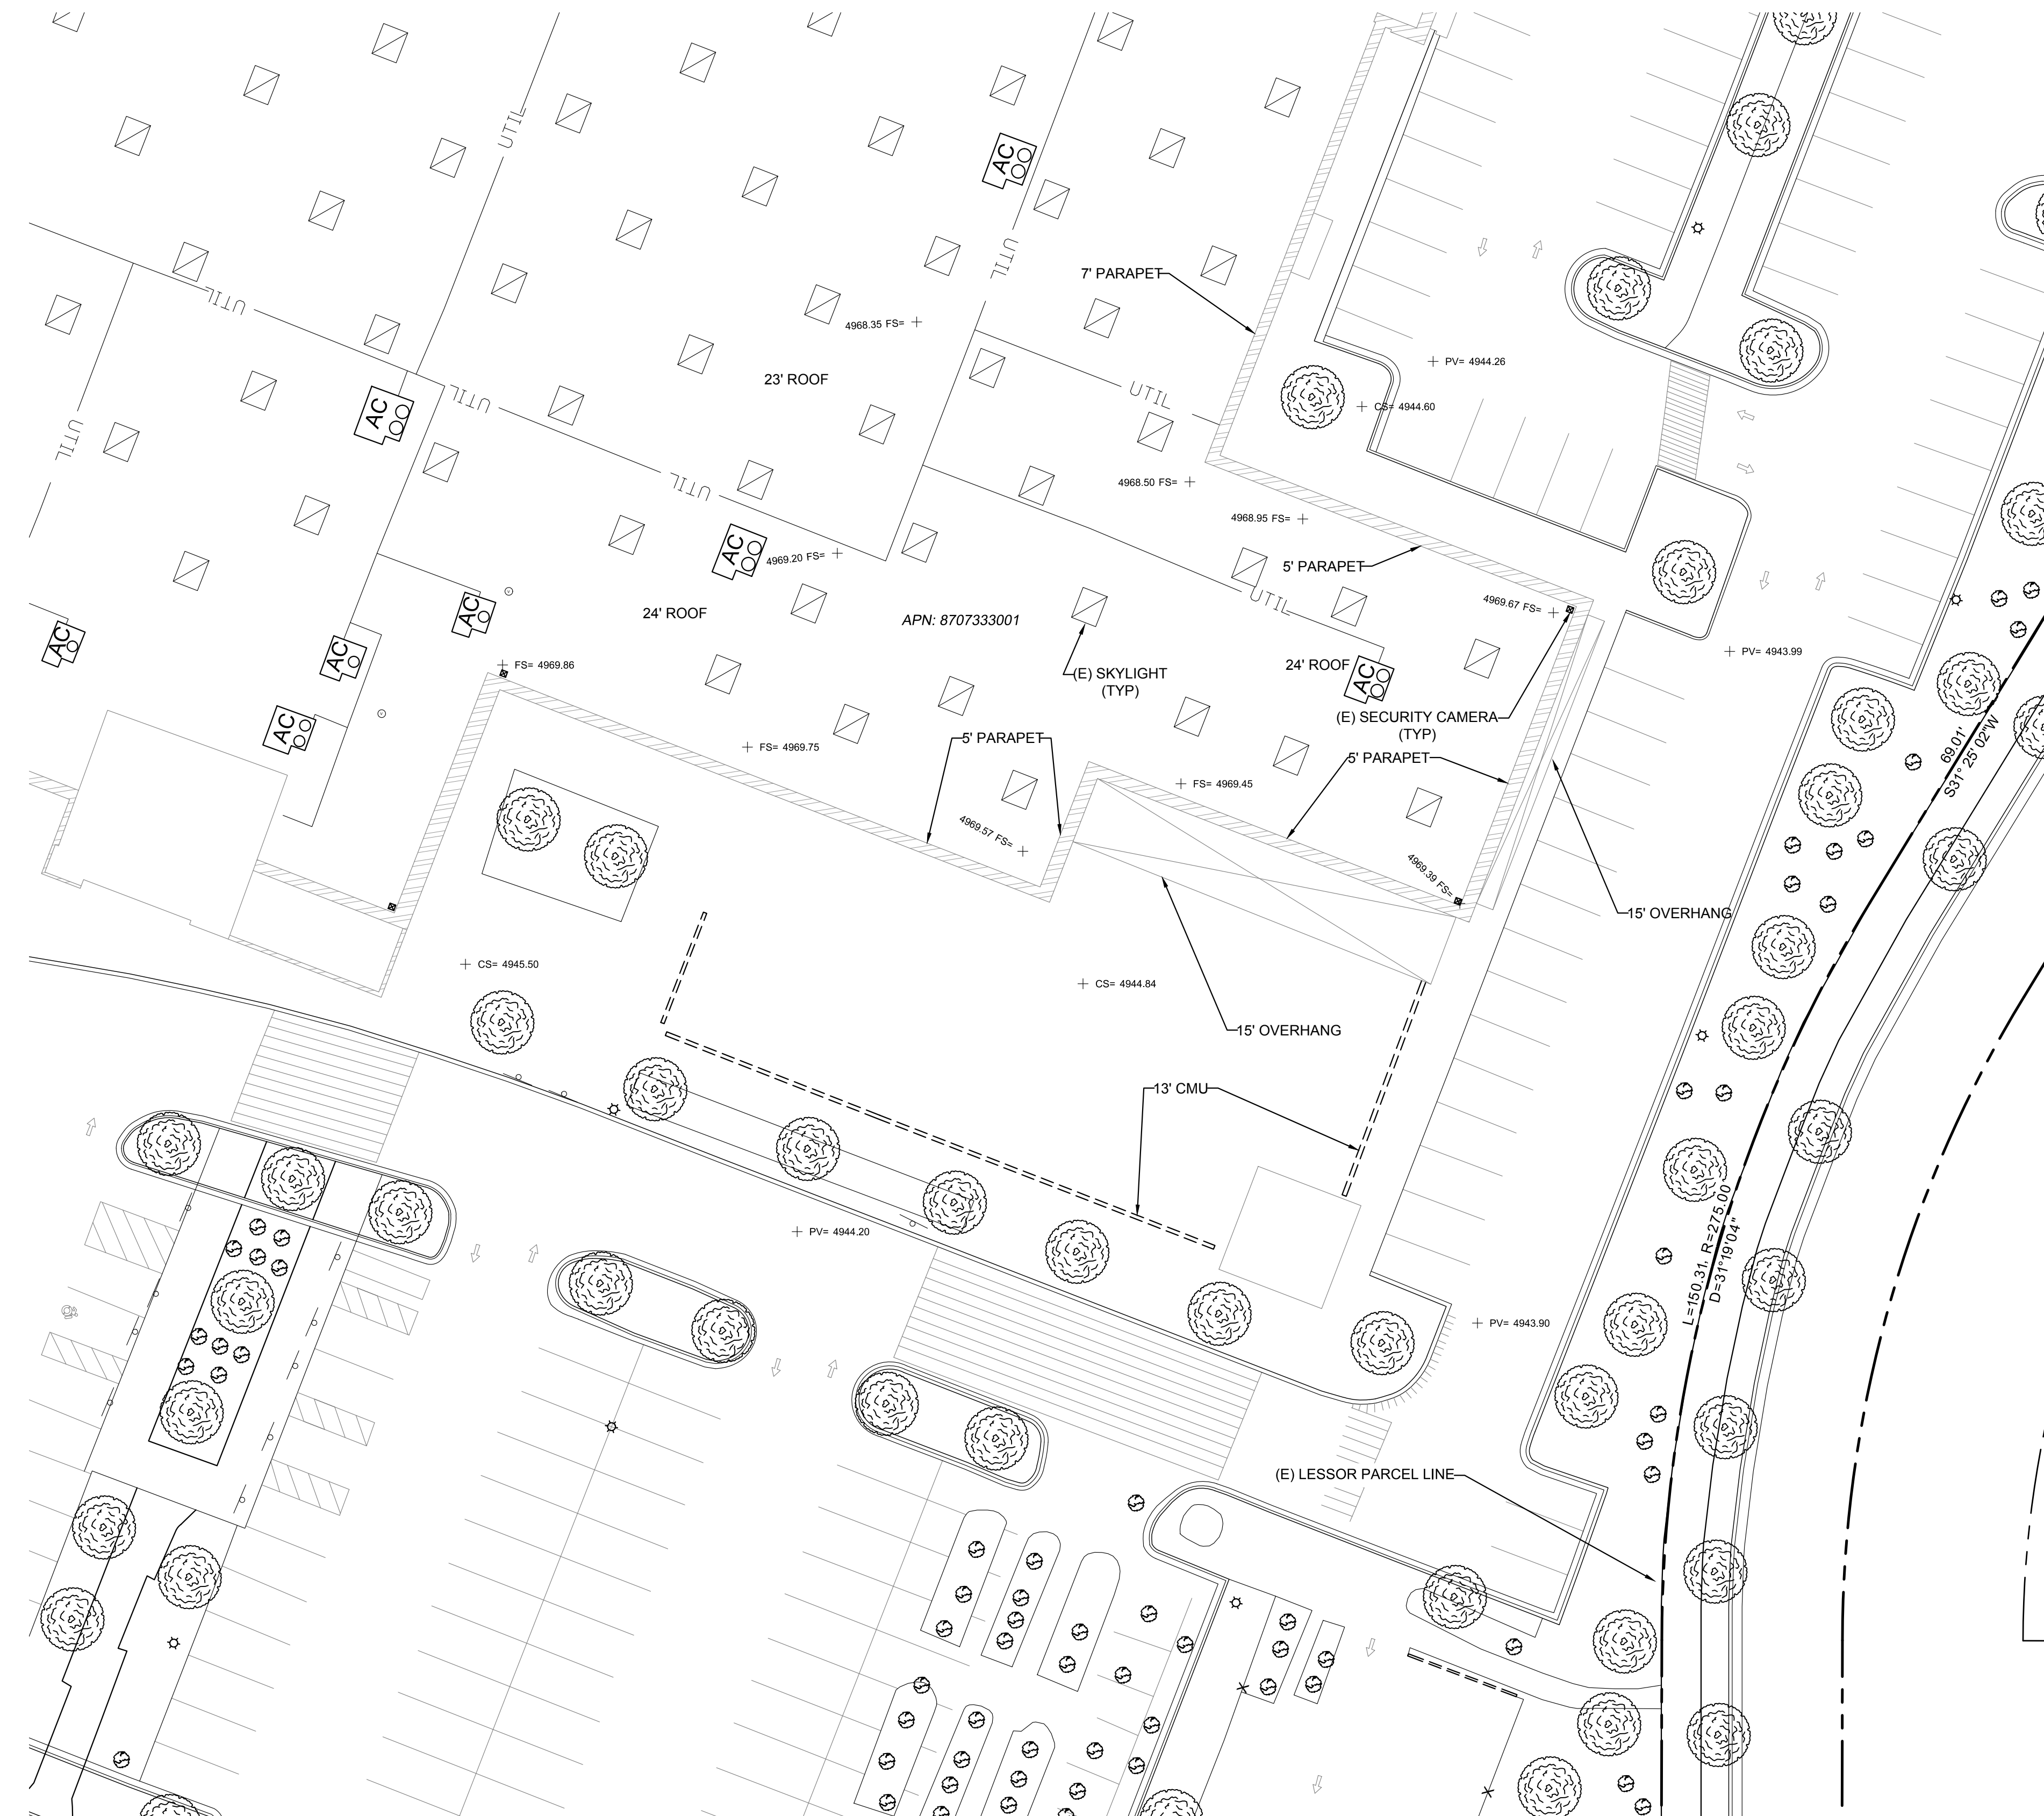 UTIL
AC
UTIL
UTIL
7' PARAPET
4968.35 FS=
PV= 4944.26
23' ROOF
UTIL
UTIL
AC
CS= 4944.60
UTIL
UTIL
4968.50 FS=
4968.95 FS=
AC
4969.20 FS=
5' PARAPET
UTIL
4969.67 FS=
24' ROOF
APN: 8707333001
AC
AC
AC
PV= 4943.99
FS= 4969.86
(E) SKYLIGHT
(TYP)
24' ROOF
AC
AC
(E) SECURITY CAMERA
(TYP)
5' PARAPET
FS= 4969.75
5' PARAPET
69.01'
S31° 25' 02"W
FS= 4969.45
4969.57 FS=
4969.39 FS=
15' OVERHANG
CS= 4945.50
CS= 4944.84
15' OVERHANG
13' CMU
L=150.31, R=275.00
D=31°19'04"
PV= 4944.20
PV= 4943.90
(E) LESSOR PARCEL LINE